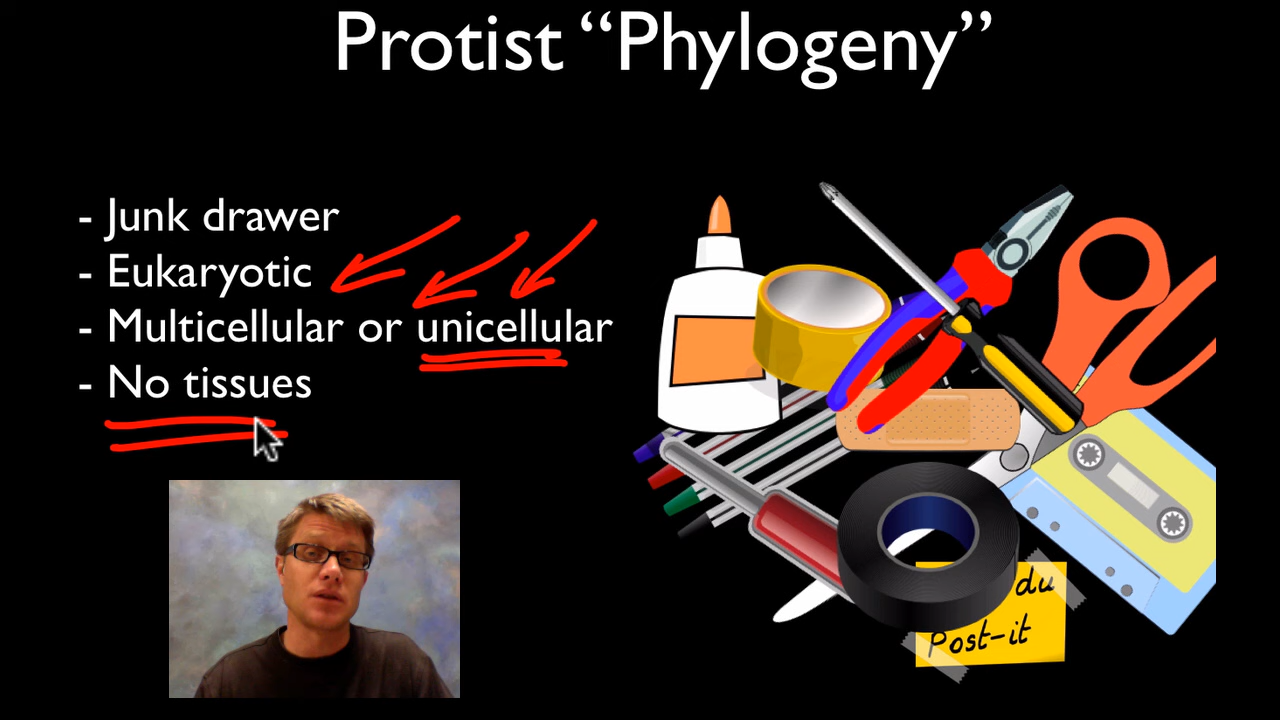 Protist “Phylogeny”
- Junk drawer
- Eukaryotic
- Multicellular or unicellular
- No tissues
du
Post-it